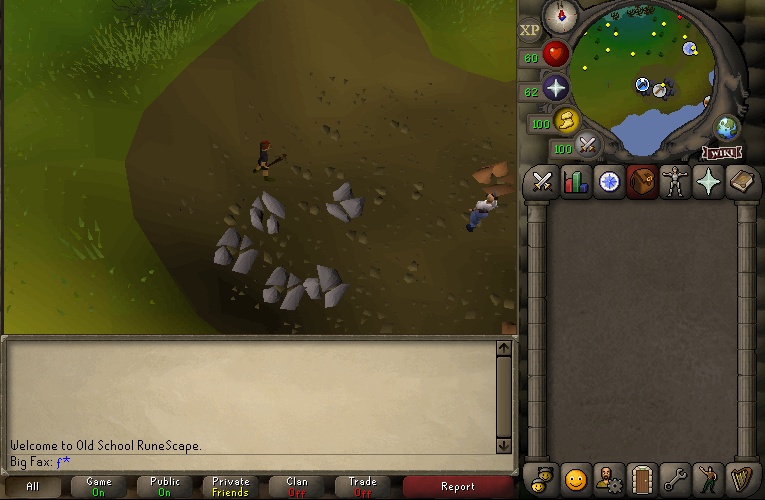 XP
60
62
100
100
WIKI
Welcome to Old School RuneScape.
Big Fax: f*
All
Game
On
Public
On
Private
Friends
Clan
Off
Trade
Off
Report